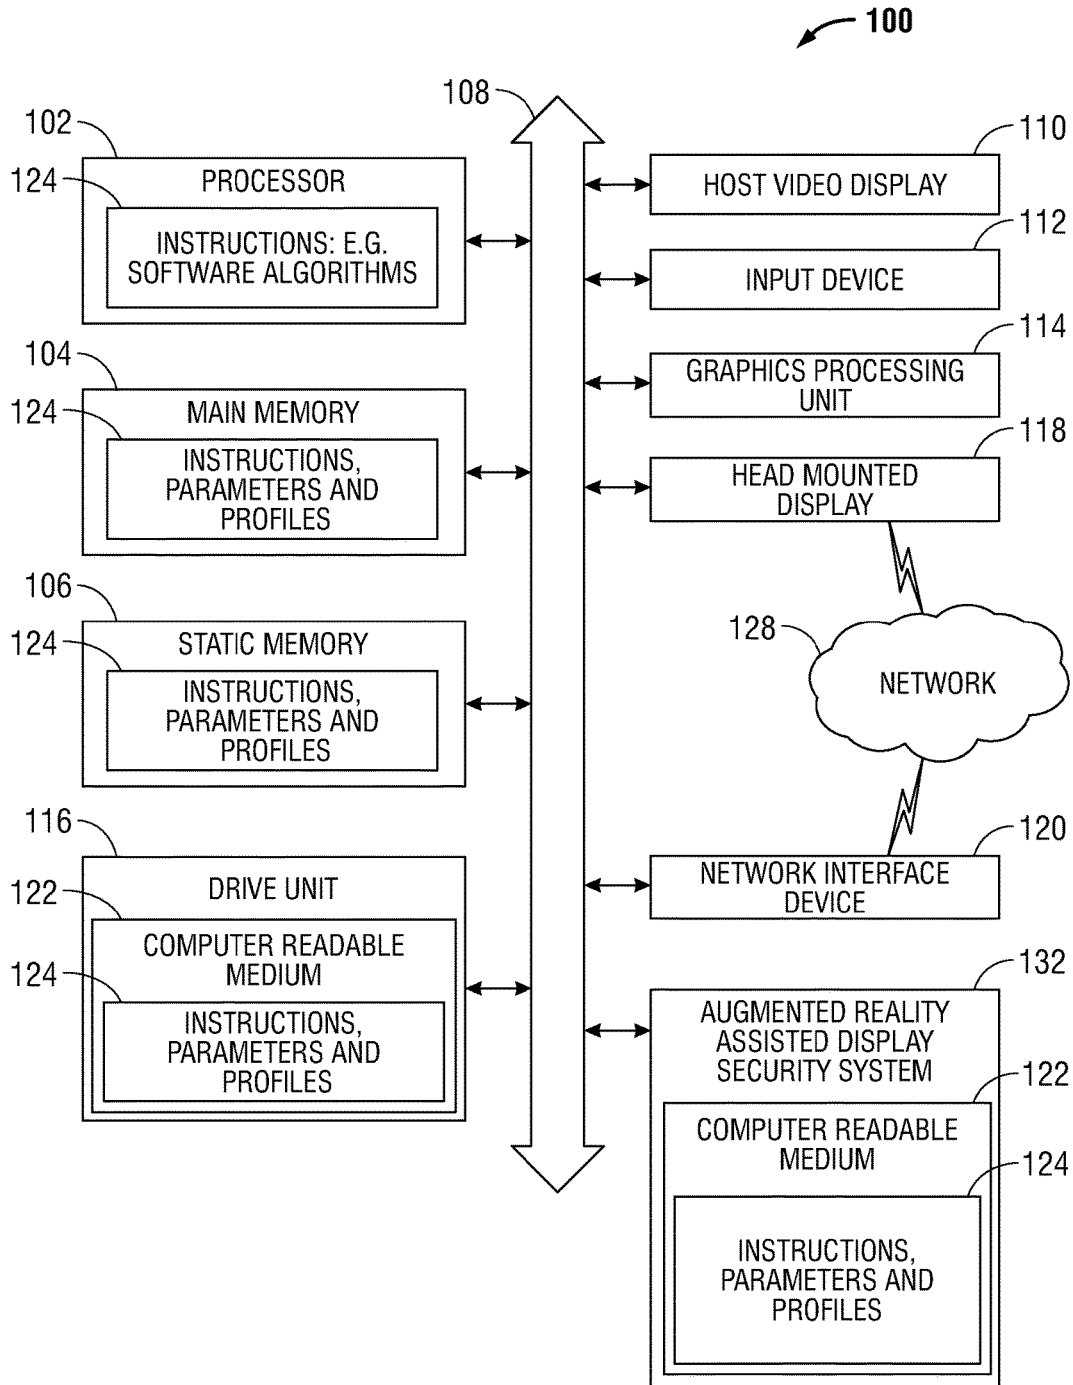 100
108
102
124
PROCESSOR
INSTRUCTIONS: E.G.
SOFTWARE ALGORITHMS
104
124
MAIN MEMORY
INSTRUCTIONS,
PARAMETERS AND
PROFILES
106
124
STATIC MEMORY
INSTRUCTIONS,
PARAMETERS AND
PROFILES
116
122
DRIVE UNIT
COMPUTER READABLE
MEDIUM
124
INSTRUCTIONS,
PARAMETERS AND
PROFILES
110
HOST VIDEO DISPLAY
112
INPUT DEVICE
114
GRAPHICS PROCESSING
UNIT
118
HEAD MOUNTED
DISPLAY
128
NETWORK
120
NETWORK INTERFACE
DEVICE
132
AUGMENTED REALITY
ASSISTED DISPLAY
SECURITY SYSTEM
122
COMPUTER READABLE
MEDIUM
124
INSTRUCTIONS,
PARAMETERS AND
PROFILES